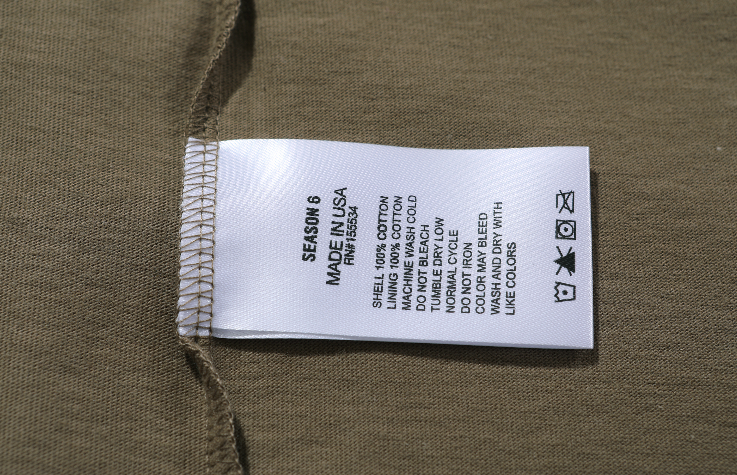 SEASON 6
MADE IN USA
RN#155534
SHELL 100% COTTON
LINING 100% COTTON
MACHINE WASH COLD
DO NOT BLEACH
TUMBLE DRY LOW
NORMAL CYCLE
DO NOT IRON
COLOR MAY BLEED
WASH AND DRY WITH
LIKE COLORS